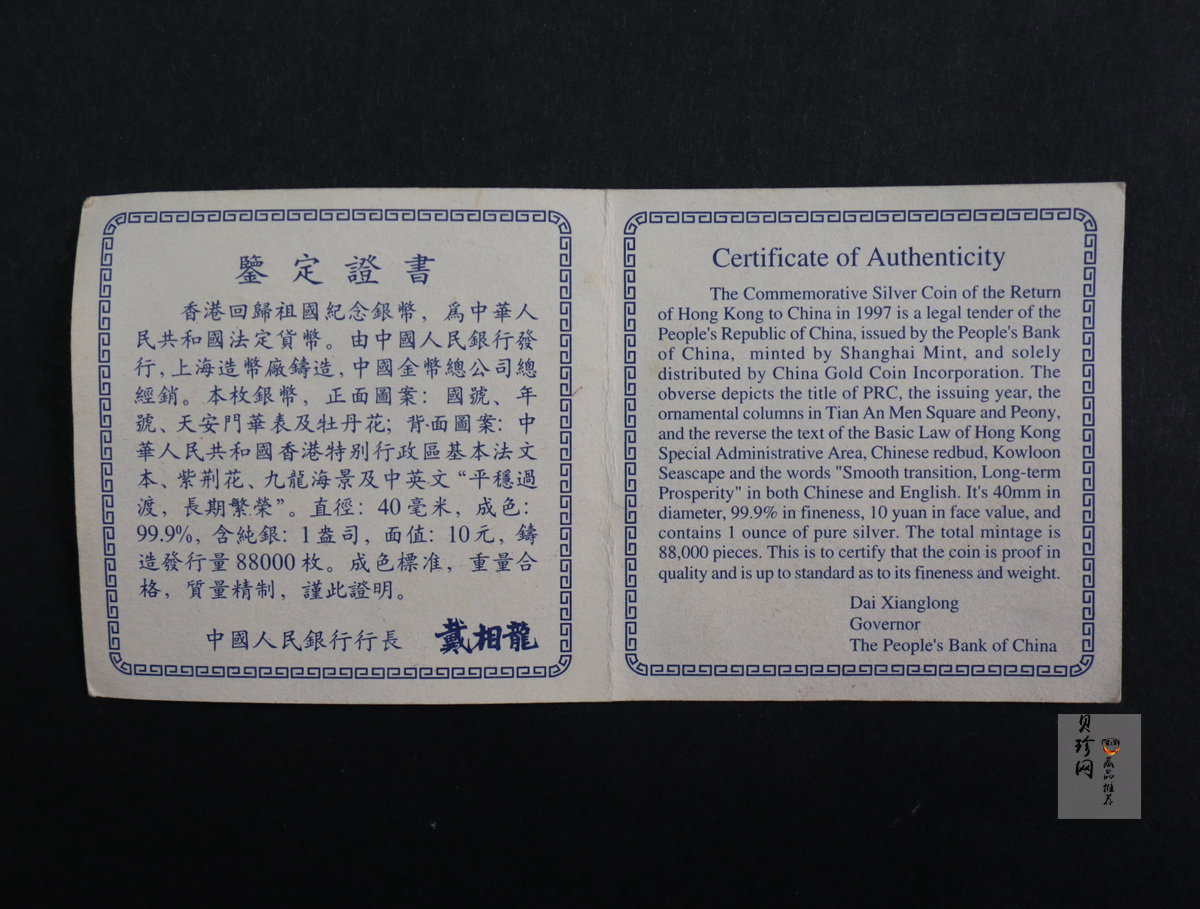 鑒定證書
香港回歸祖國紀念銀幣，爲中華人
民共和國法定貨幣。由中國人民銀行發
行，上海造幣廠鑄造，中國金幣總公司總
經銷。本枚銀幣，正面圖案：國號、年
號、天安門華表及牡丹花；背面圖案：中
華人民共和國香港特别行政區基本法文
本、紫荆花、九龍海景及中英文“平穩過
渡，長期繁榮”。直徑：40毫米，成色：
99.9%，含純銀：1盎司，面值：10元，鑄
造發行量88000枚。成色標准，重量合
格，質量精制，謹此證明。
中國人民銀行行長 戴相龍
Certificate of Authenticity
The Commemorative Silver Coin of the Return
of Hong Kong to China in 1997 is a legal tender of the
People's Republic of China, issued by the People's Bank
of China, minted by Shanghai Mint, and solely
distributed by China Gold Coin Incorporation. The
obverse depicts the title of PRC, the issuing year, the
ornamental columns in Tian An Men Square and Peony,
and the reverse the text of the Basic Law of Hong Kong
Special Administrative Area, Chinese redbud, Kowloon
Seascape and the words "Smooth transition, Long-term
Prosperity" in both Chinese and English. It's 40mm in
diameter, 99.9% in fineness, 10 yuan in face value, and
contains 1 ounce of pure silver. The total mintage is
88,000 pieces. This is to certify that the coin is proof in
quality and is up to standard as to its fineness and weight.
Dai Xianglong
Governor
The People's Bank of China
贝珍网
藏品推荐